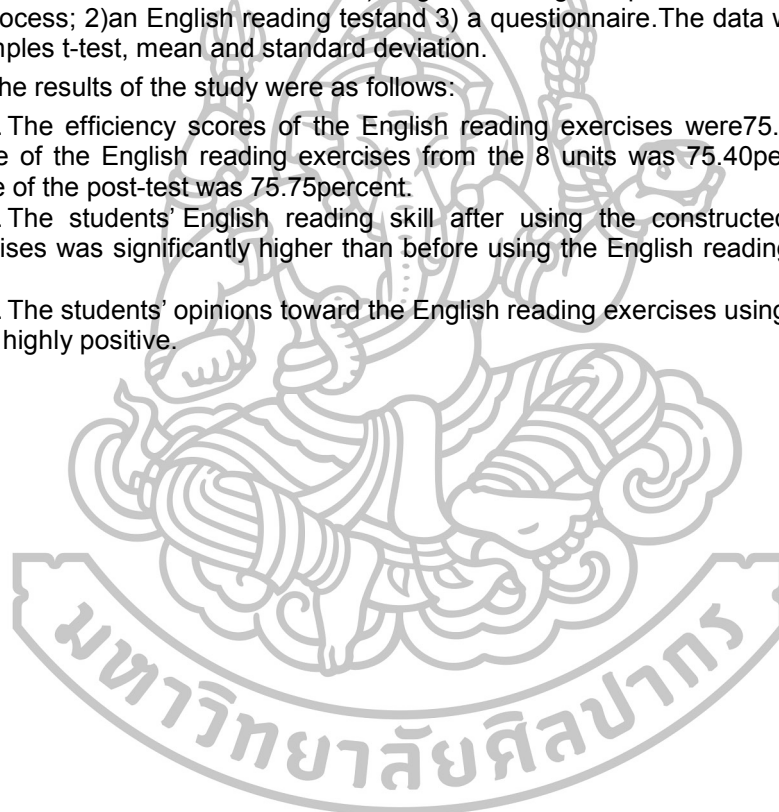 ocess; 2)an English reading testand 3) a questionnaire.The data w
mples t-test, mean and standard deviation.
he results of the study were as follows:
. The efficiency scores of the English reading exercises were75.
e of the English reading exercises from the 8 units was 75.40pe
e of the post-test was 75.75percent.
. The students’ English reading skill after using the constructed
ises was significantly higher than before using the English reading
. The students’ opinions toward the English reading exercises using
highly positive.
มหาวิทยาลัยศิลปากร